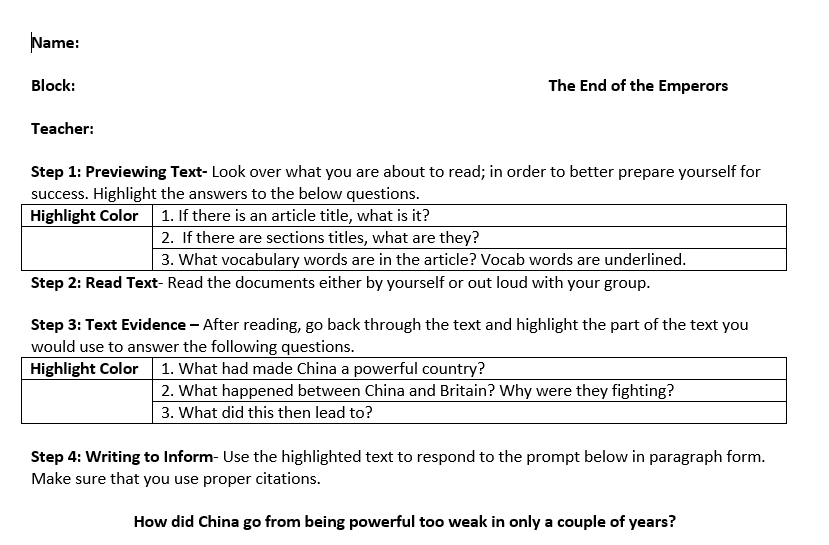 Name:
Block: The End of the Emperors
Teacher:
Step 1: Previewing Text- Look over what you are about to read; in order to better prepare yourself for
success. Highlight the answers to the below questions.
Highlight Color 1. If there is an article title, what is it?
2. If there are sections titles, what are they?
3. What vocabulary words are in the article? Vocab words are underlined.
Step 2: Read Text- Read the documents either by yourself or out loud with your group.
Step 3: Text Evidence – After reading, go back through the text and highlight the part of the text you
would use to answer the following questions.
Highlight Color 1. What had made China a powerful country?
2. What happened between China and Britain? Why were they fighting?
3. What did this then lead to?
Step 4: Writing to Inform- Use the highlighted text to respond to the prompt below in paragraph form.
Make sure that you use proper citations.
How did China go from being powerful too weak in only a couple of years?